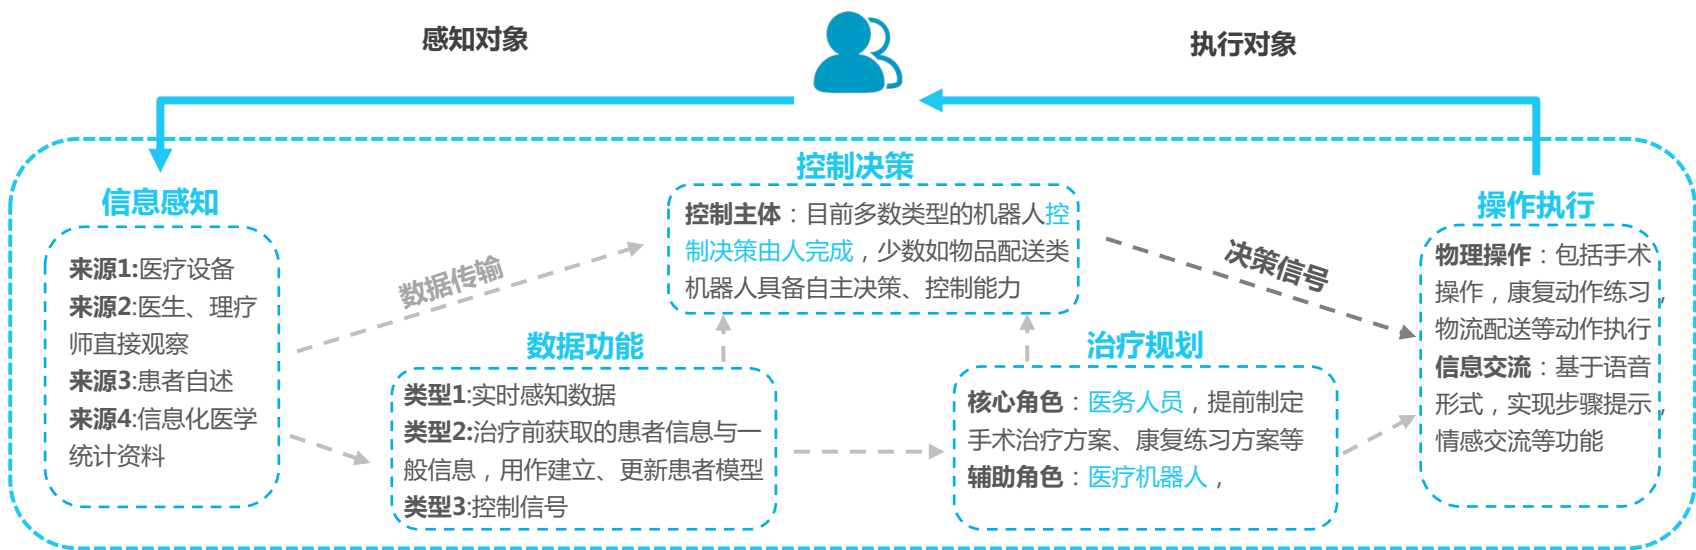 感知对象
执行对象
控制决策
信息感知
操作执行
控制主体：目前多数类型的机器人控
制决策由人完成，少数如物品配送类
机器人具备自主决策、控制能力
来源1:医疗设备
来源2:医生、理疗
师直接观察
来源3:患者自述
来源4:信息化医学
统计资料
数据传输
决策信号
物理操作：包括手术
操作，康复动作练习，
物流配送等动作执行
信息交流：基于语音
形式，实现步骤提示，
情感交流等功能
数据功能
类型1:实时感知数据
类型2:治疗前获取的患者信息与一
般信息，用作建立、更新患者模型
类型3:控制信号
治疗规划
核心角色：医务人员，提前制定
手术治疗方案、康复练习方案等
辅助角色：医疗机器人，